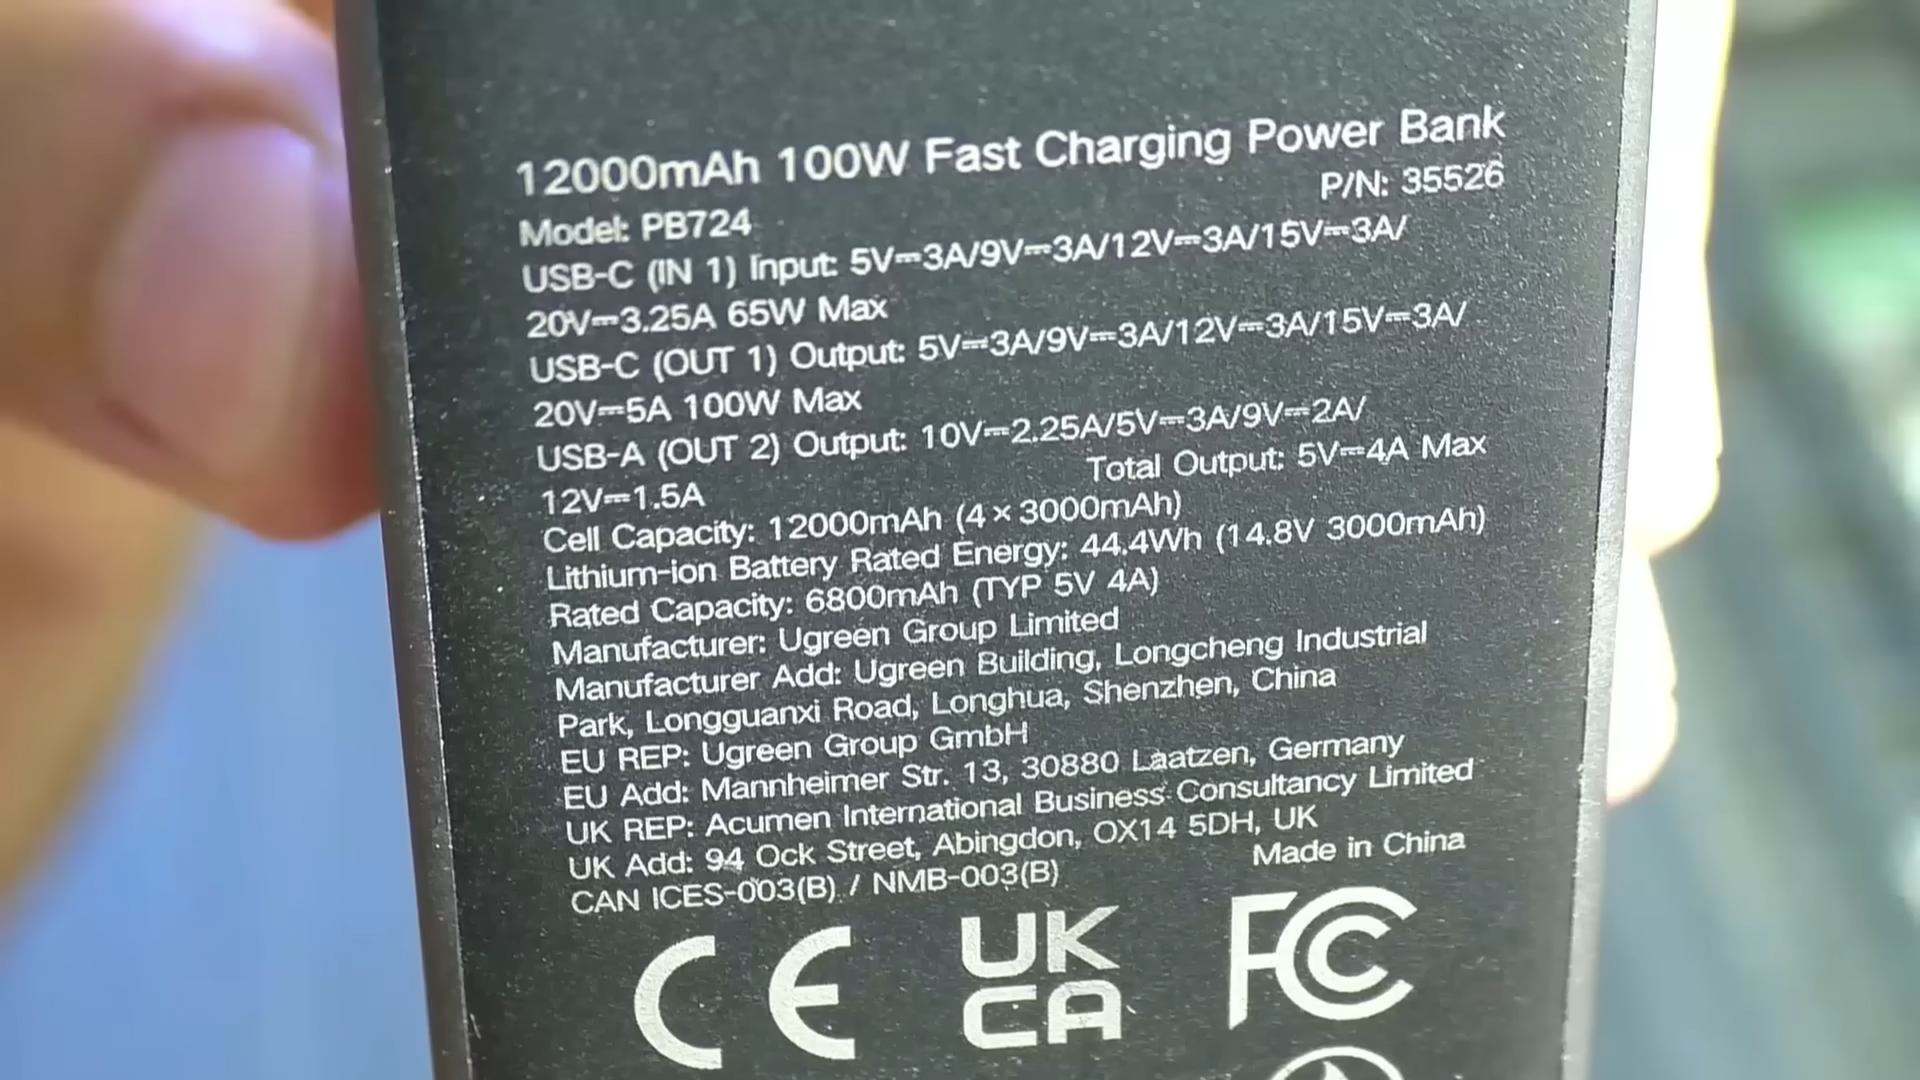 12000mAh 100W Fast Charging Power Bank
Model: PB724 P/N: 35526
USB-C (IN 1) Input: 5V⎓3A/9V⎓3A/12V⎓3A/15V⎓3A/
20V⎓3.25A 65W Max
USB-C (OUT 1) Output: 5V⎓3A/9V⎓3A/12V⎓3A/15V⎓3A/
20V⎓5A 100W Max
USB-A (OUT 2) Output: 10V⎓2.25A/5V⎓3A/9V⎓2A/
12V⎓1.5A Total Output: 5V⎓4A Max
Cell Capacity: 12000mAh (4 × 3000mAh)
Lithium-ion Battery Rated Energy: 44.4Wh (14.8V 3000mAh)
Rated Capacity: 6800mAh (TYP 5V 4A)
Manufacturer: Ugreen Group Limited
Manufacturer Add: Ugreen Building, Longcheng Industrial
Park, Longguanxi Road, Longhua, Shenzhen, China
EU REP: Ugreen Group GmbH
EU Add: Mannheimer Str. 13, 30880 Laatzen, Germany
UK REP: Acumen International Business Consultancy Limited
UK Add: 94 Ock Street, Abingdon, OX14 5DH, UK
CAN ICES-003(B) / NMB-003(B) Made in China
CE UK CA FC